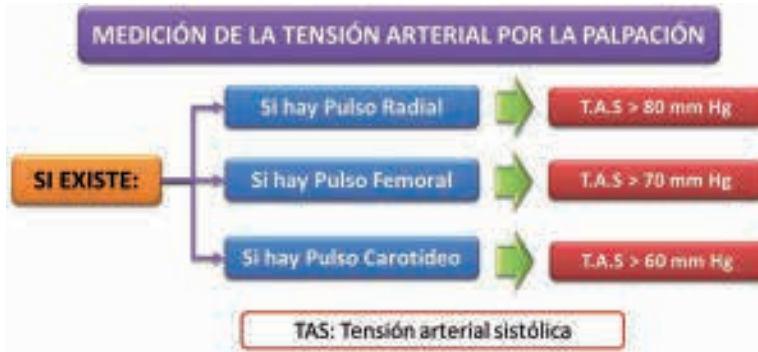 MEDICIÓN DE LA TENSIÓN ARTERIAL POR LA PALPACIÓN
SI EXISTE:
Si hay Pulso Radial
T.A.S > 80 mm Hg
Si hay Pulso Femoral
T.A.S > 70 mm Hg
Si hay Pulso Carotídeo
T.A.S > 60 mm Hg
TAS: Tensión arterial sistólica